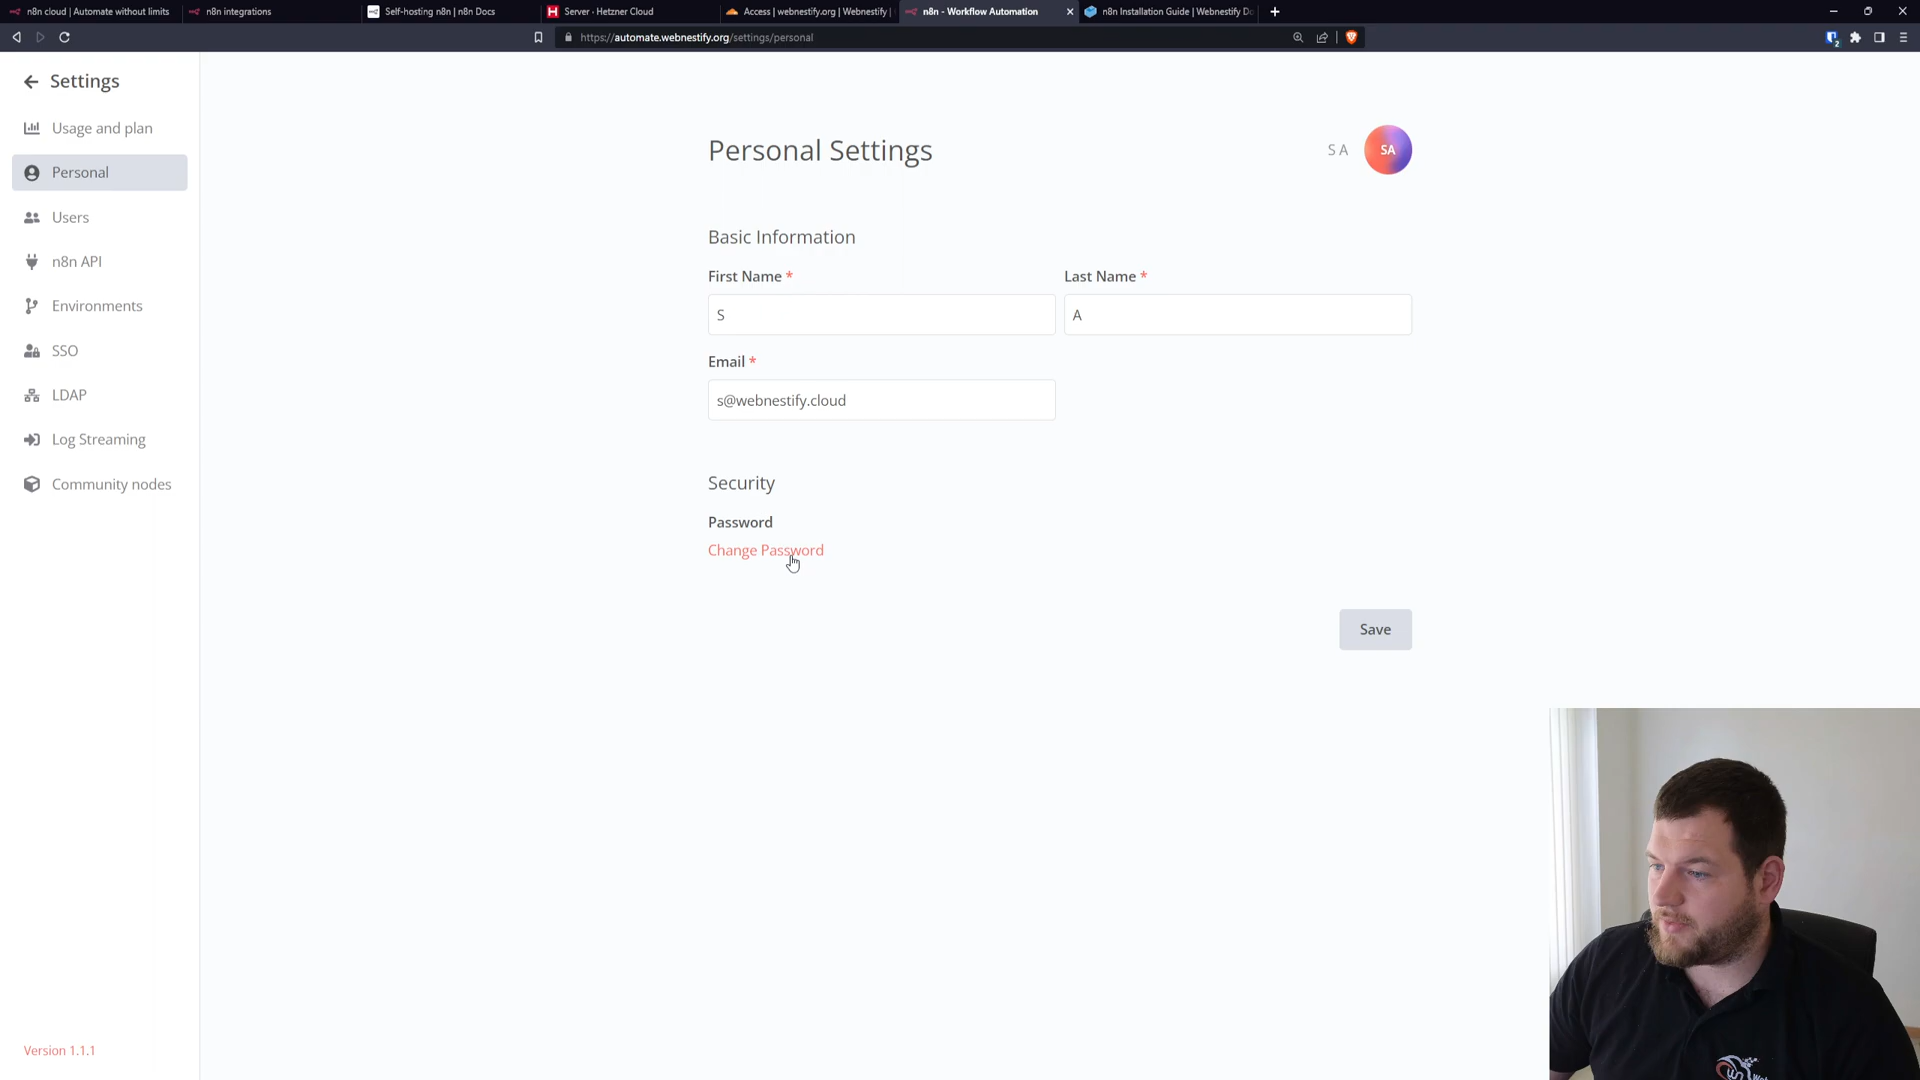 n8n cloud | Automate without limits
n8n integrations
Self-hosting n8n | n8n Docs
Server · Hetzner Cloud
Access | webnestify.org | Webnestify |
n8n - Workflow Automation
n8n Installation Guide | Webnestify Do
https://automate.webnestify.org/settings/personal
2
Settings
Usage and plan
Personal
Users
n8n API
Environments
SSO
LDAP
Log Streaming
Community nodes
Version 1.1.1
Personal Settings
S A
SA
Basic Information
First Name *
Last Name *
S
A
Email *
s@webnestify.cloud
Security
Password
Change Password
Save